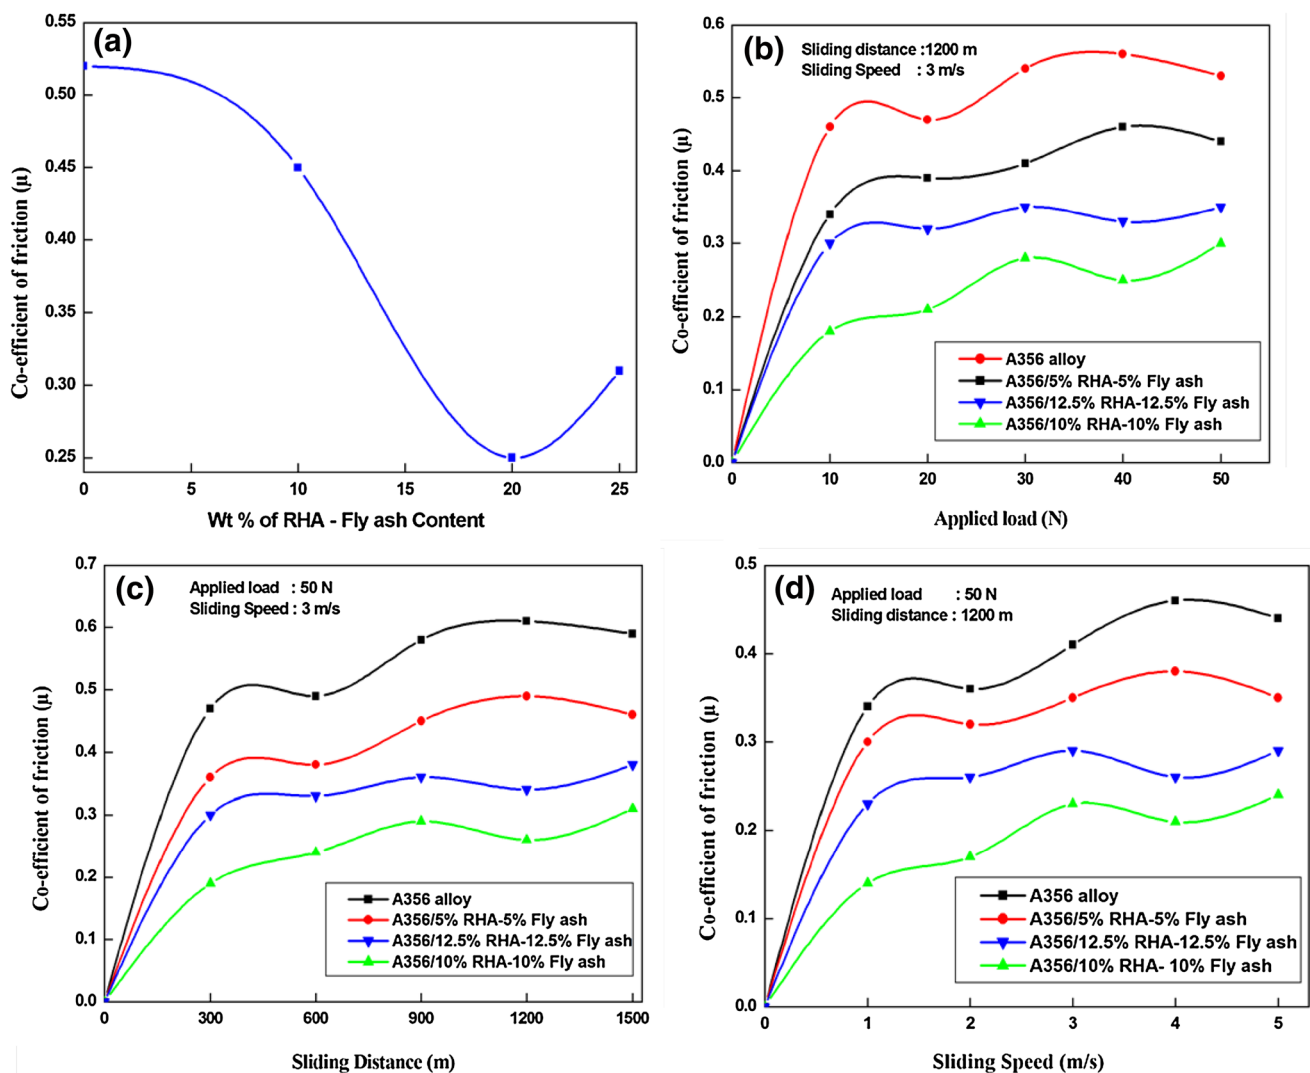 (a)
0.55
0.50
0.45
0.40
0.35
0.30
0.25
Co-efficient of friction (μ)
0 5 10 15 20 25
Wt % of RHA - Fly ash Content
(b)
Sliding distance :1200 m
Sliding Speed : 3 m/s
0.6
0.5
0.4
0.3
0.2
0.1
0.0
Co-efficient of friction (μ)
A356 alloy
A356/5% RHA-5% Fly ash
A356/12.5% RHA-12.5% Fly ash
A356/10% RHA-10% Fly ash
0 10 20 30 40 50
Applied load (N)
(c)
Applied load : 50 N
Sliding Speed : 3 m/s
0.7
0.6
0.5
0.4
0.3
0.2
0.1
0.0
Co-efficient of friction (μ)
A356 alloy
A356/5% RHA-5% Fly ash
A356/12.5% RHA-12.5% Fly ash
A356/10% RHA-10% Fly ash
0 300 600 900 1200 1500
Sliding Distance (m)
(d)
Applied load : 50 N
Sliding distance : 1200 m
0.5
0.4
0.3
0.2
0.1
0.0
Co-efficient of friction (μ)
A356 alloy
A356/5% RHA-5% Fly ash
A356/12.5% RHA-12.5% Fly ash
A356/10% RHA- 10% Fly ash
0 1 2 3 4 5
Sliding Speed (m/s)